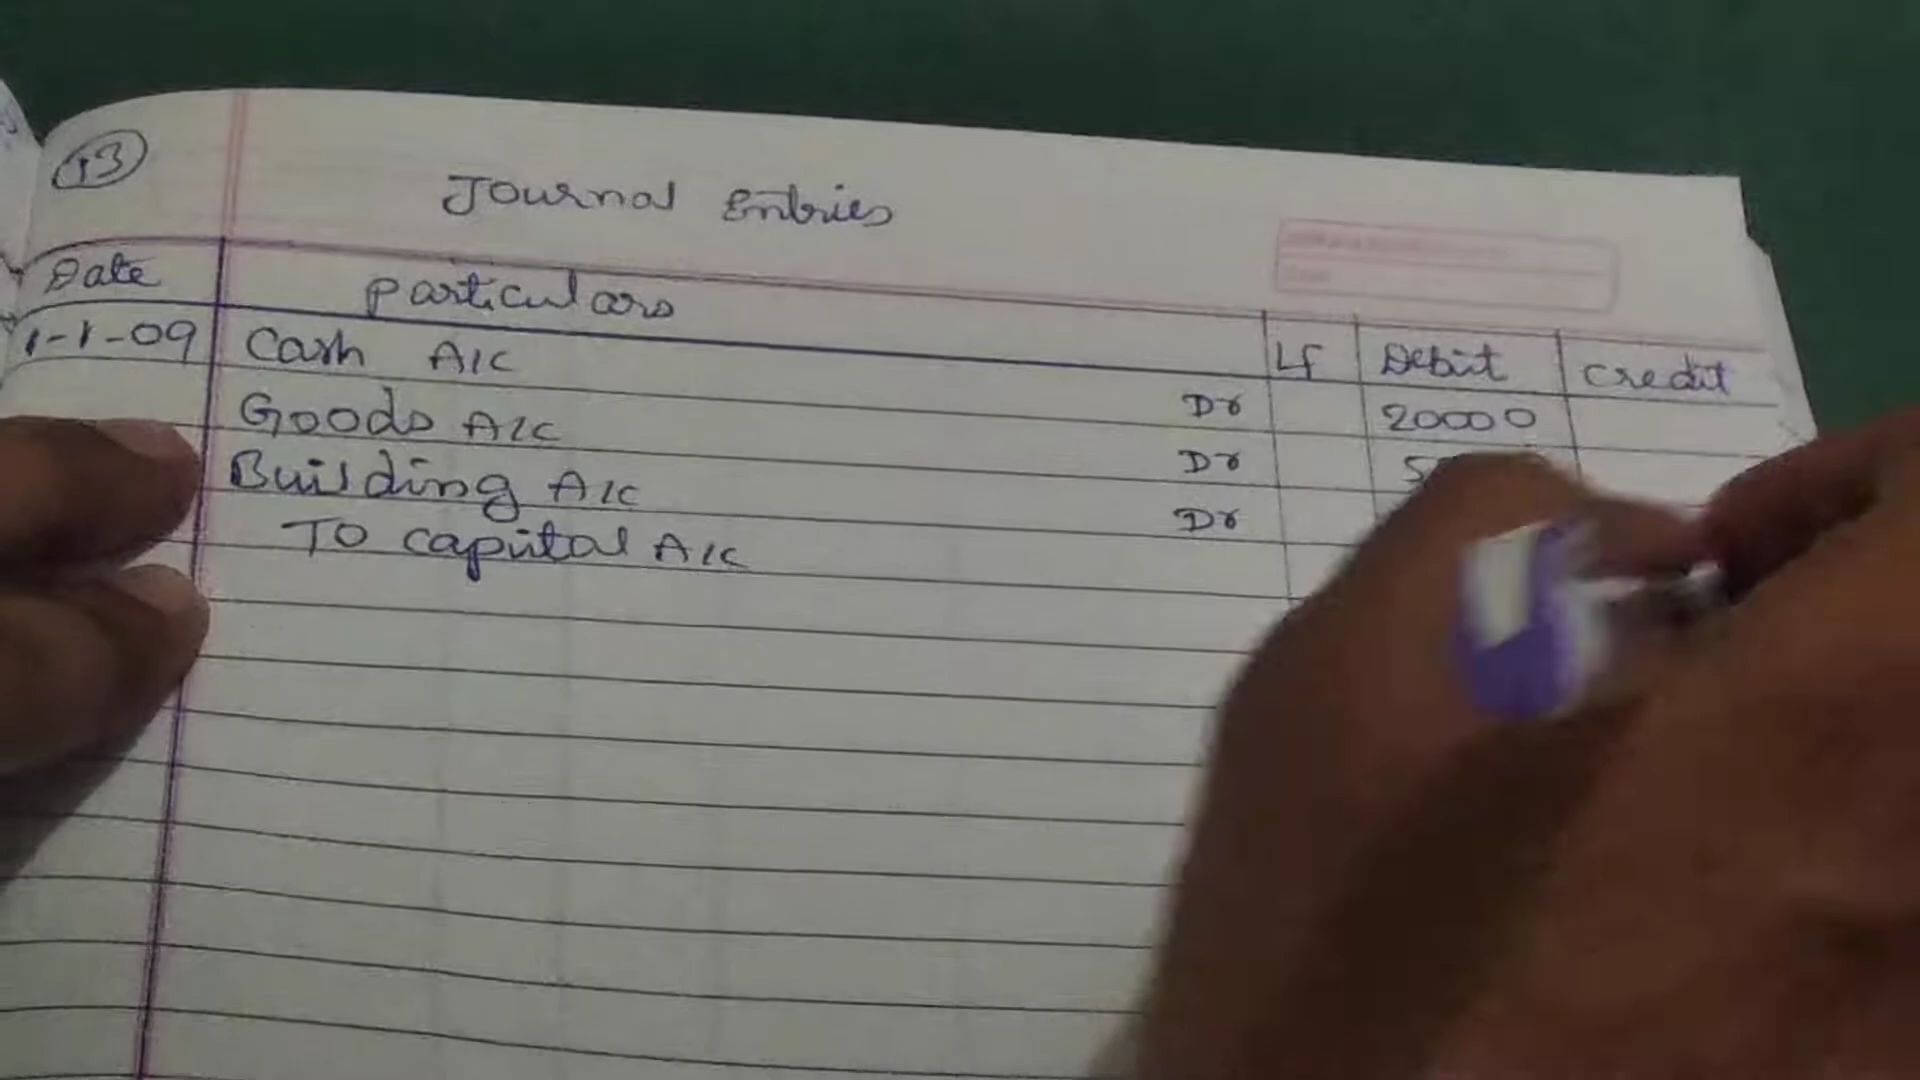 13
Journal Entries
Date Particulars LF Debit Credit
1-1-09 Cash A/c Dr 20000
Goods A/c Dr
Building A/c Dr
To capital A/c